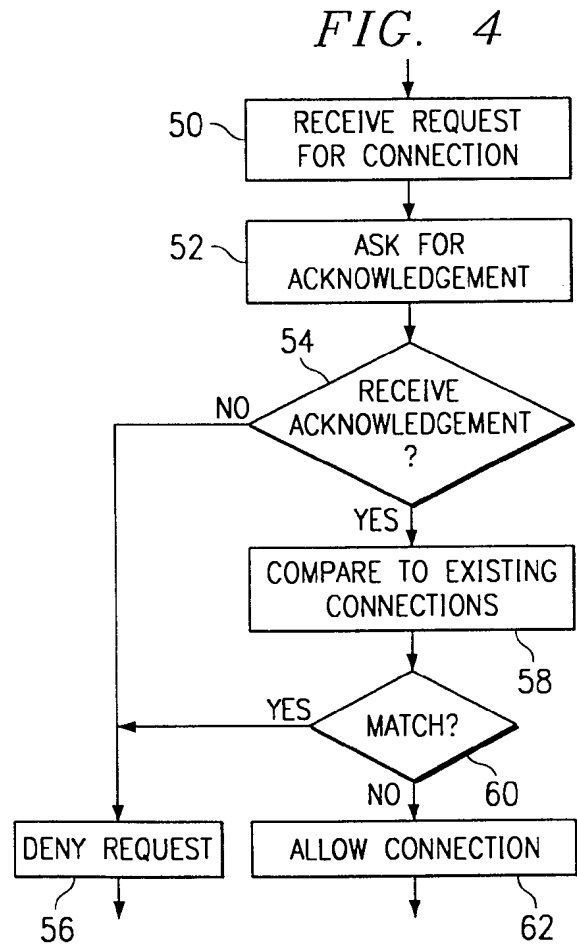 FIG. 4
50
RECEIVE REQUEST
FOR CONNECTION
52
ASK FOR
ACKNOWLEDGEMENT
54
RECEIVE
ACKNOWLEDGEMENT
?
NO
YES
COMPARE TO EXISTING
CONNECTIONS
58
YES
MATCH?
60
NO
DENY REQUEST
ALLOW CONNECTION
56
62